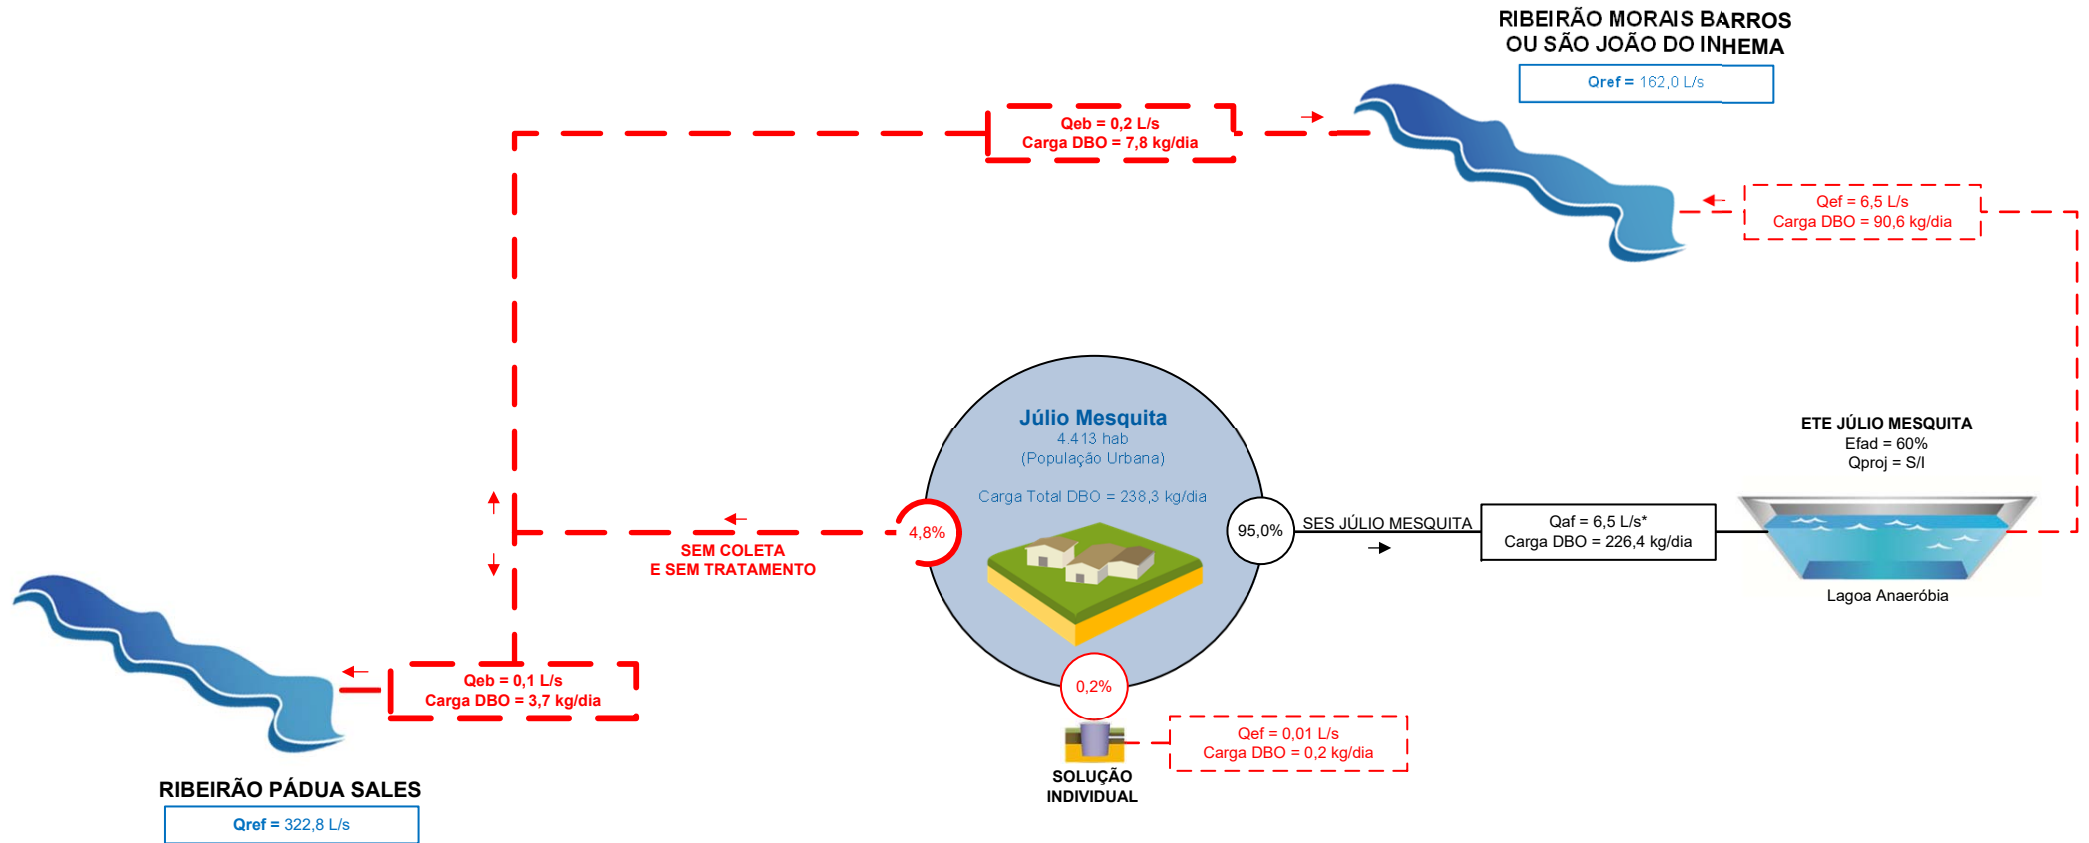 RIBEIRÃO MORAIS BARROS
OU SÃO JOÃO DO INHEMA
Qref = 162,0 L/s
Qeb = 0,2 L/s
Carga DBO = 7,8 kg/dia
Qef = 6,5 L/s
Carga DBO = 90,6 kg/dia
Júlio Mesquita
4.413 hab
(População Urbana)
Carga Total DBO = 238,3 kg/dia
ETE JÚLIO MESQUITA
Efad = 60%
Qproj = S/I
4,8%
95,0%
SES JÚLIO MESQUITA
Qaf = 6,5 L/s*
Carga DBO = 226,4 kg/dia
SEM COLETA
E SEM TRATAMENTO
Lagoa Anaeróbia
Qeb = 0,1 L/s
Carga DBO = 3,7 kg/dia
0,2%
Qef = 0,01 L/s
Carga DBO = 0,2 kg/dia
SOLUÇÃO
INDIVIDUAL
RIBEIRÃO PÁDUA SALES
Qref = 322,8 L/s